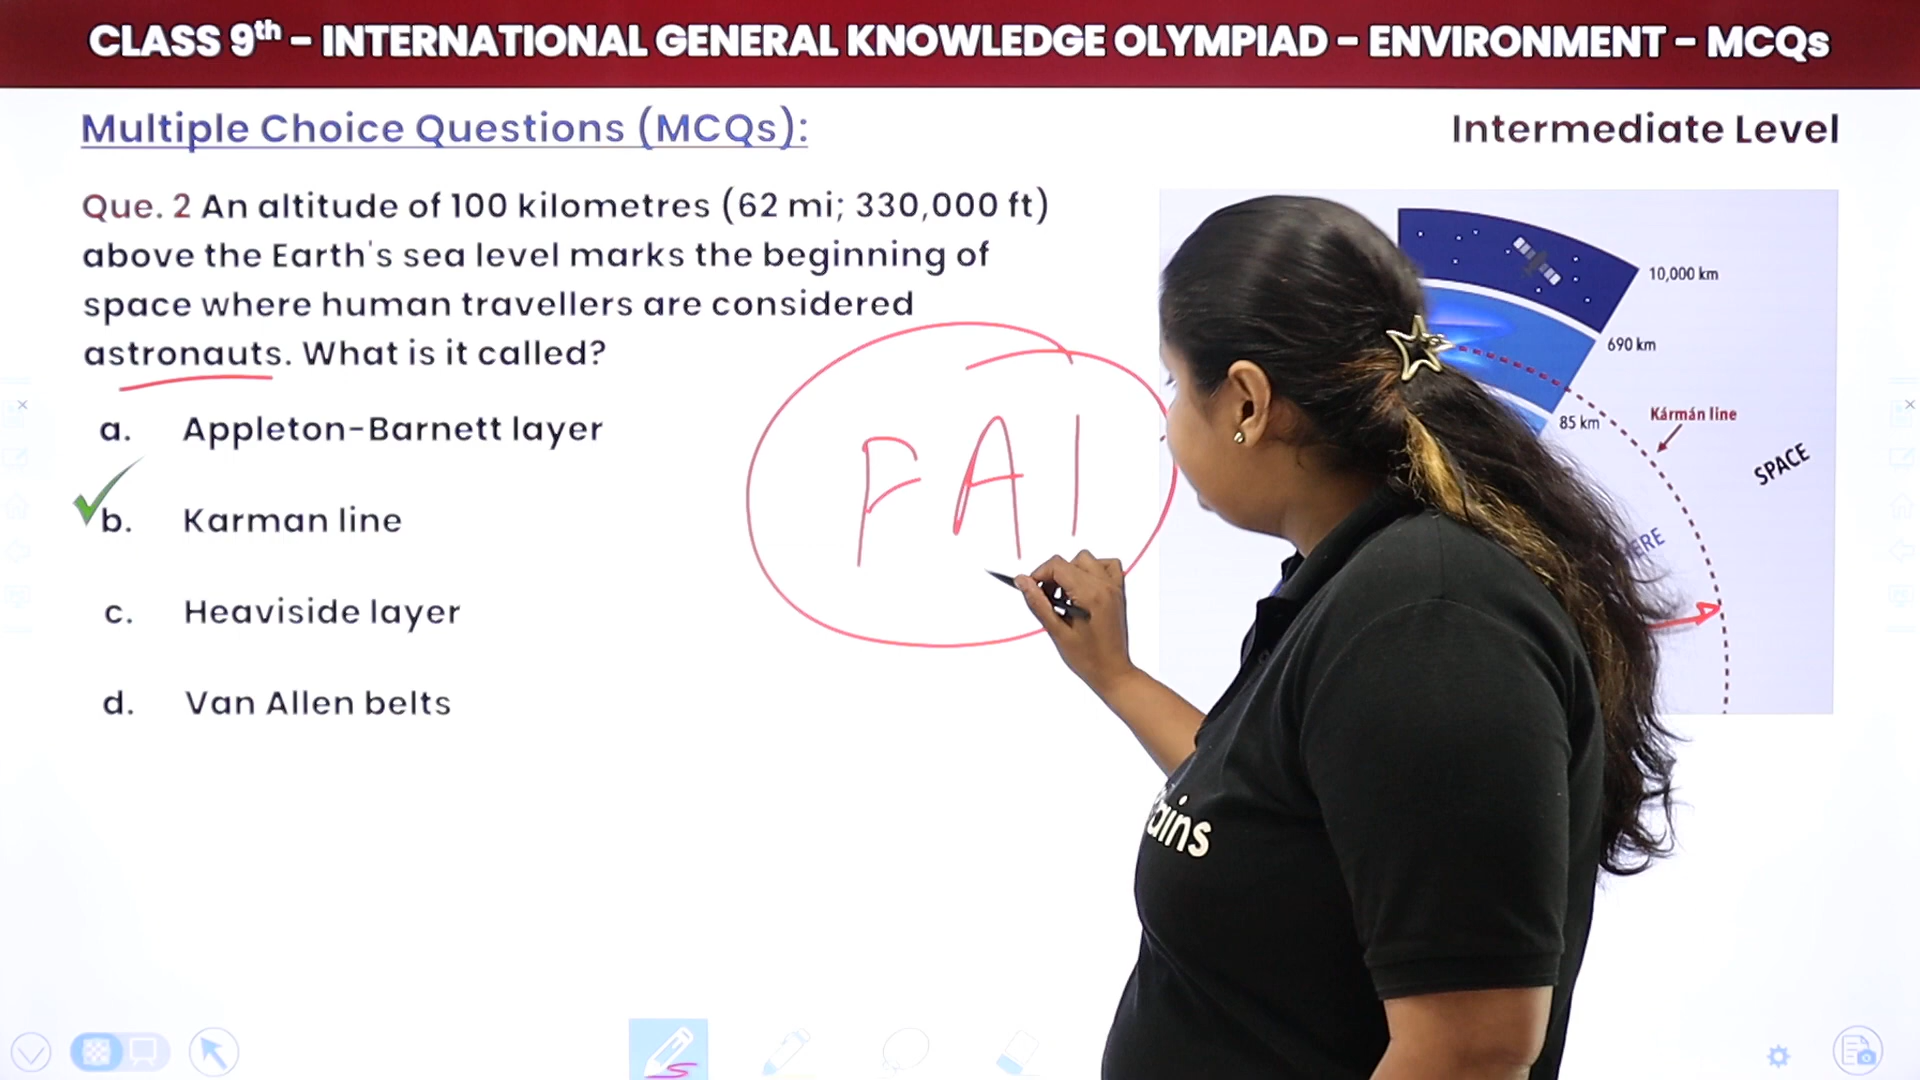 CLASS 9th – INTERNATIONAL GENERAL KNOWLEDGE OLYMPIAD – ENVIRONMENT – MCQs
Multiple Choice Questions (MCQs):
Intermediate Level
Que. 2 An altitude of 100 kilometres (62 mi; 330,000 ft)
above the Earth's sea level marks the beginning of
space where human travellers are considered
astronauts. What is it called?
a. Appleton-Barnett layer
b. Karman line
c. Heaviside layer
d. Van Allen belts
FAI
10,000 km
690 km
85 km
Kármán line
SPACE
ERE
ains